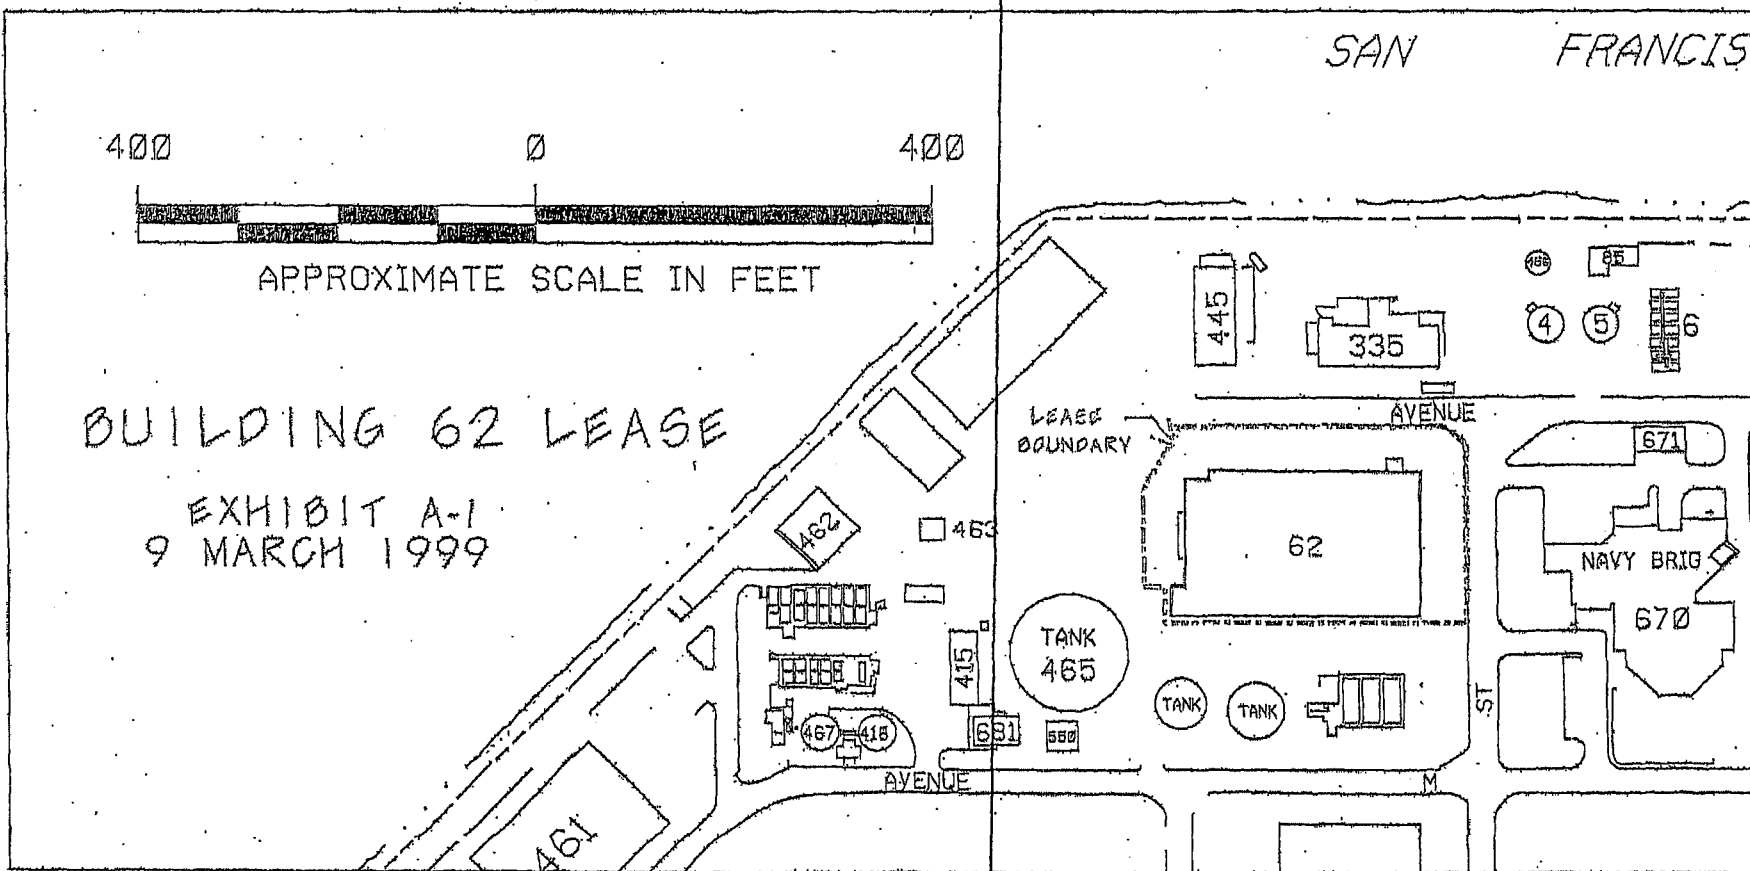 SAN FRANCIS
400 0 400
APPROXIMATE SCALE IN FEET
BUILDING 62 LEASE
EXHIBIT A-1
9 MARCH 1999
LEASE
BOUNDARY
445
335
85
4
5
6
AVENUE
671
62
NAVY BRIG
670
462
463
TANK
465
415
TANK
TANK
467
416
681
550
ST
AVENUE
M
461